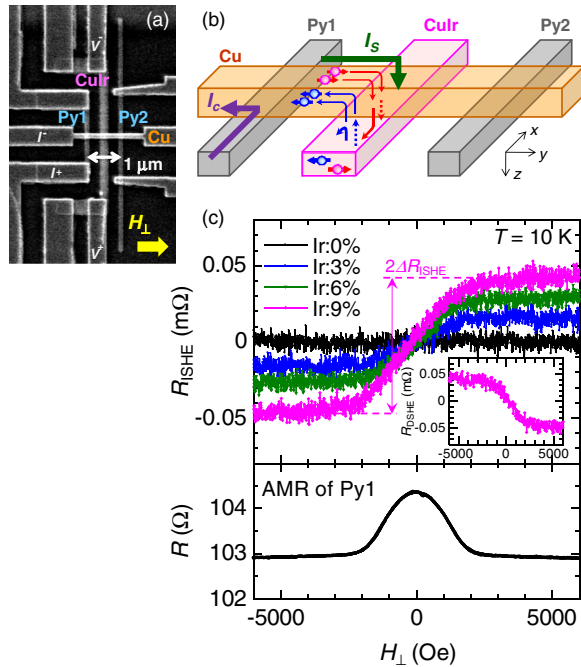 (a)
V-
CuIr
Py1
Py2
I-
Cu
1 μm
I+
H⊥
V+
(b)
Py1
CuIr
Py2
Cu
IS
IC
x
y
z
(c)
Ir:0%
Ir:3%
Ir:6%
Ir:9%
2ΔRISHE
T = 10 K
0.05
0
-0.05
RISHE (mΩ)
0.05
0
-0.05
RDSHE (mΩ)
-5000 0 5000
AMR of Py1
104
103
102
R (Ω)
-5000 0 5000
H⊥ (Oe)